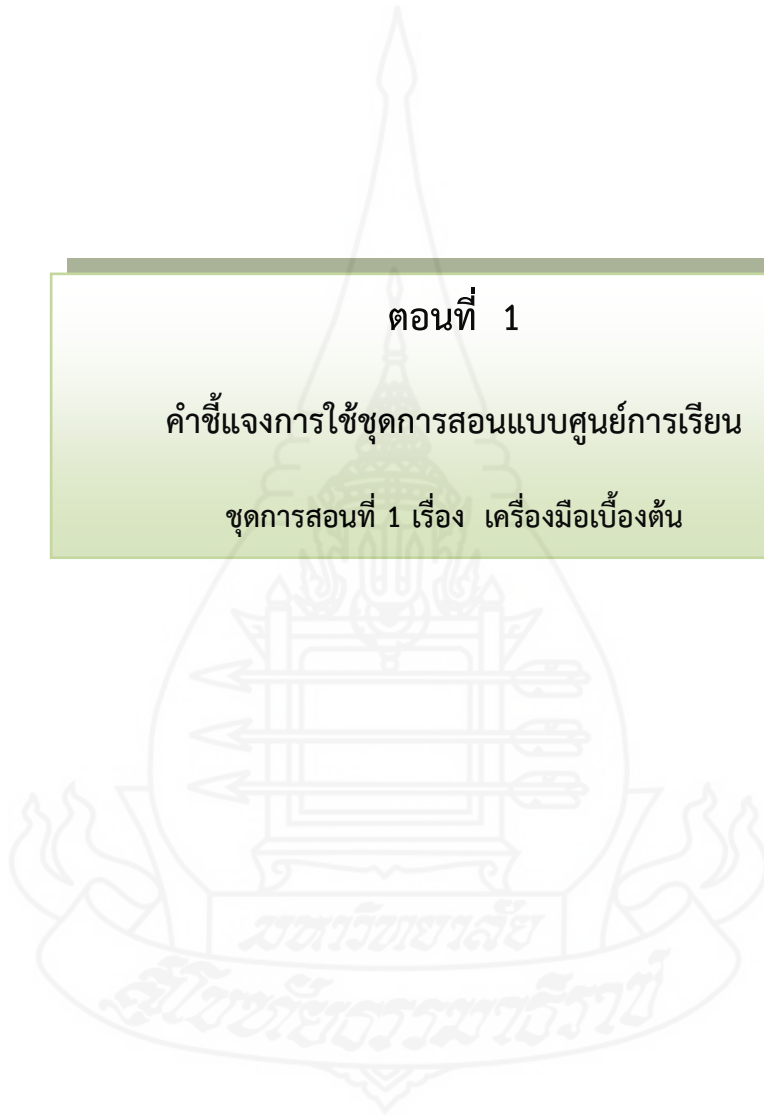 ตอนที่ 1
คำชี้แจงการใช้ชุดการสอนแบบศูนย์การเรียน
ชุดการสอนที่ 1 เรื่อง เครื่องมือเบื้องต้น
มหาวิทยาลัย
สุโขทัยธรรมาธิราช